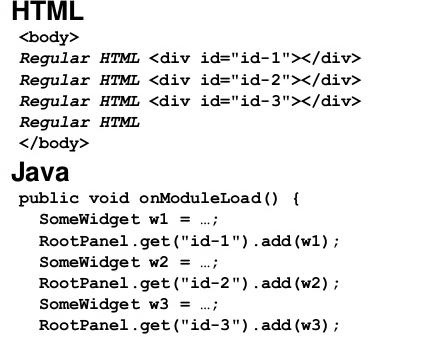 HTML
<body>
Regular HTML <div id="id-1"></div>
Regular HTML <div id="id-2"></div>
Regular HTML <div id="id-3"></div>
Regular HTML
</body>
Java
public void onModuleLoad() {
SomeWidget w1 = …;
RootPanel.get("id-1").add(w1);
SomeWidget w2 = …;
RootPanel.get("id-2").add(w2);
SomeWidget w3 = …;
RootPanel.get("id-3").add(w3);